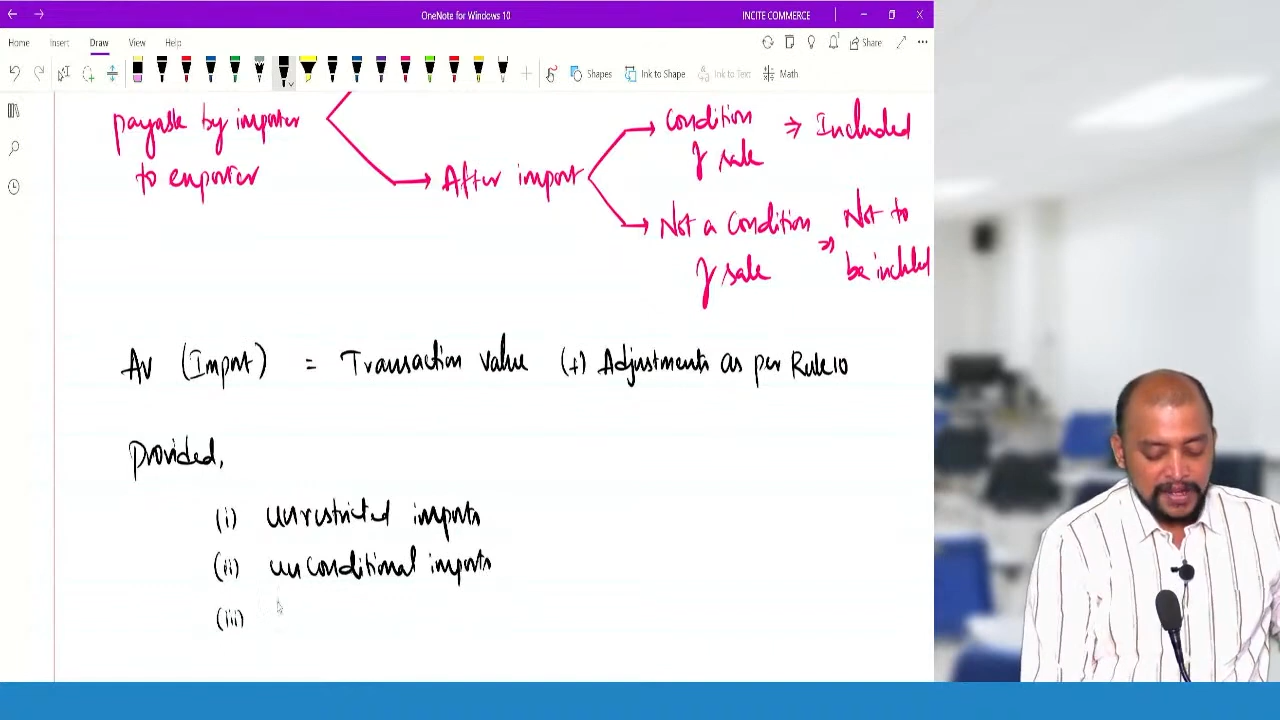 OneNote for Windows 10
INCITE COMMERCE
Home Insert Draw View Help
Share
Shapes Ink to Shape Ink to Text Math
payable by importer
to exporter
After import
Condition
of sale
⇒ Included
Not a Condition
of sale
⇒ Not to
be included
AV (Import) = Transaction value (+) Adjustments as per Rule 10
Provided,
(i) unrestricted imports
(ii) unconditional imports
(iii)